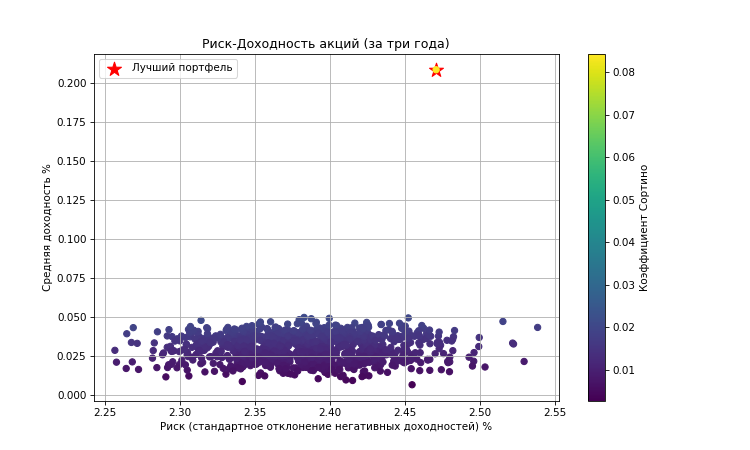 Риск-Доходность акций (за три года)
Лучший портфель
Средняя доходность %
0.200
0.175
0.150
0.125
0.100
0.075
0.050
0.025
0.000
2.25 2.30 2.35 2.40 2.45 2.50 2.55
Риск (стандартное отклонение негативных доходностей) %
0.08
0.07
0.06
0.05
0.04
0.03
0.02
0.01
Коэффициент Сортино